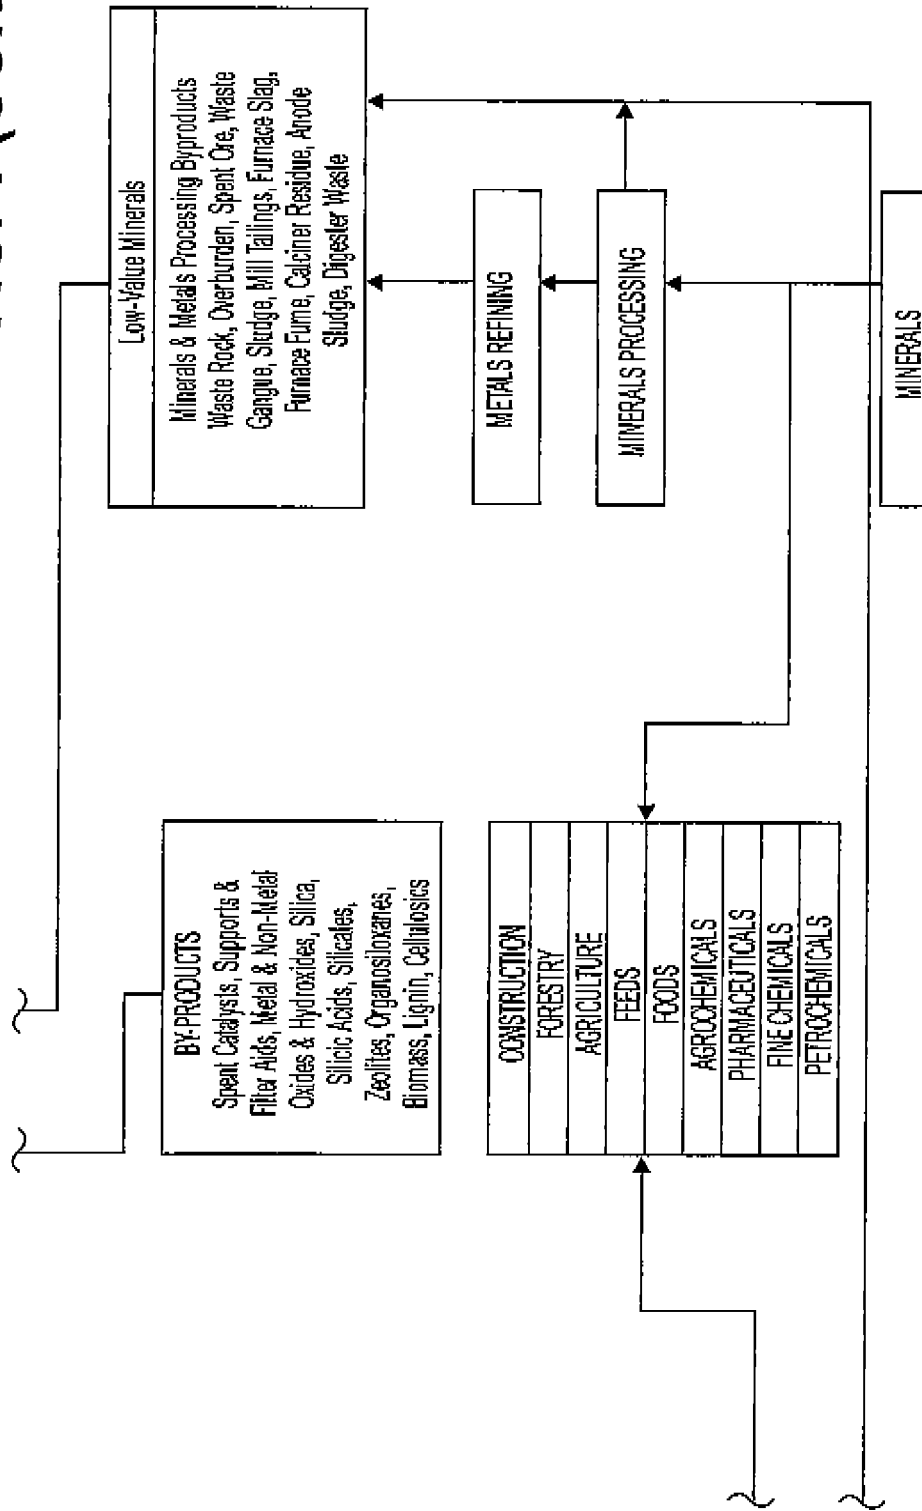 Low-Value Minerals
Minerals & Metals Processing Byproducts
Waste Rock, Overburden, Spent Ore, Waste
Gangue, Sludge, Mill Tailings, Furnace Slag,
Furnace Fume, Calciner Residue, Anode
Sludge, Digester Waste
METALS REFINING
MINERALS PROCESSING
MINERALS
BY-PRODUCTS
Spent Catalysts, Supports &
Filter Aids, Metal & Non-Metal
Oxides & Hydroxides, Silica,
Silicic Acids, Silicates,
Zeolites, Organosiloxanes,
Biomass, Lignin, Cellulosics
CONSTRUCTION
FORESTRY
AGRICULTURE
FEEDS
FOODS
AGROCHEMICALS
PHARMACEUTICALS
FINE CHEMICALS
PETROCHEMICALS